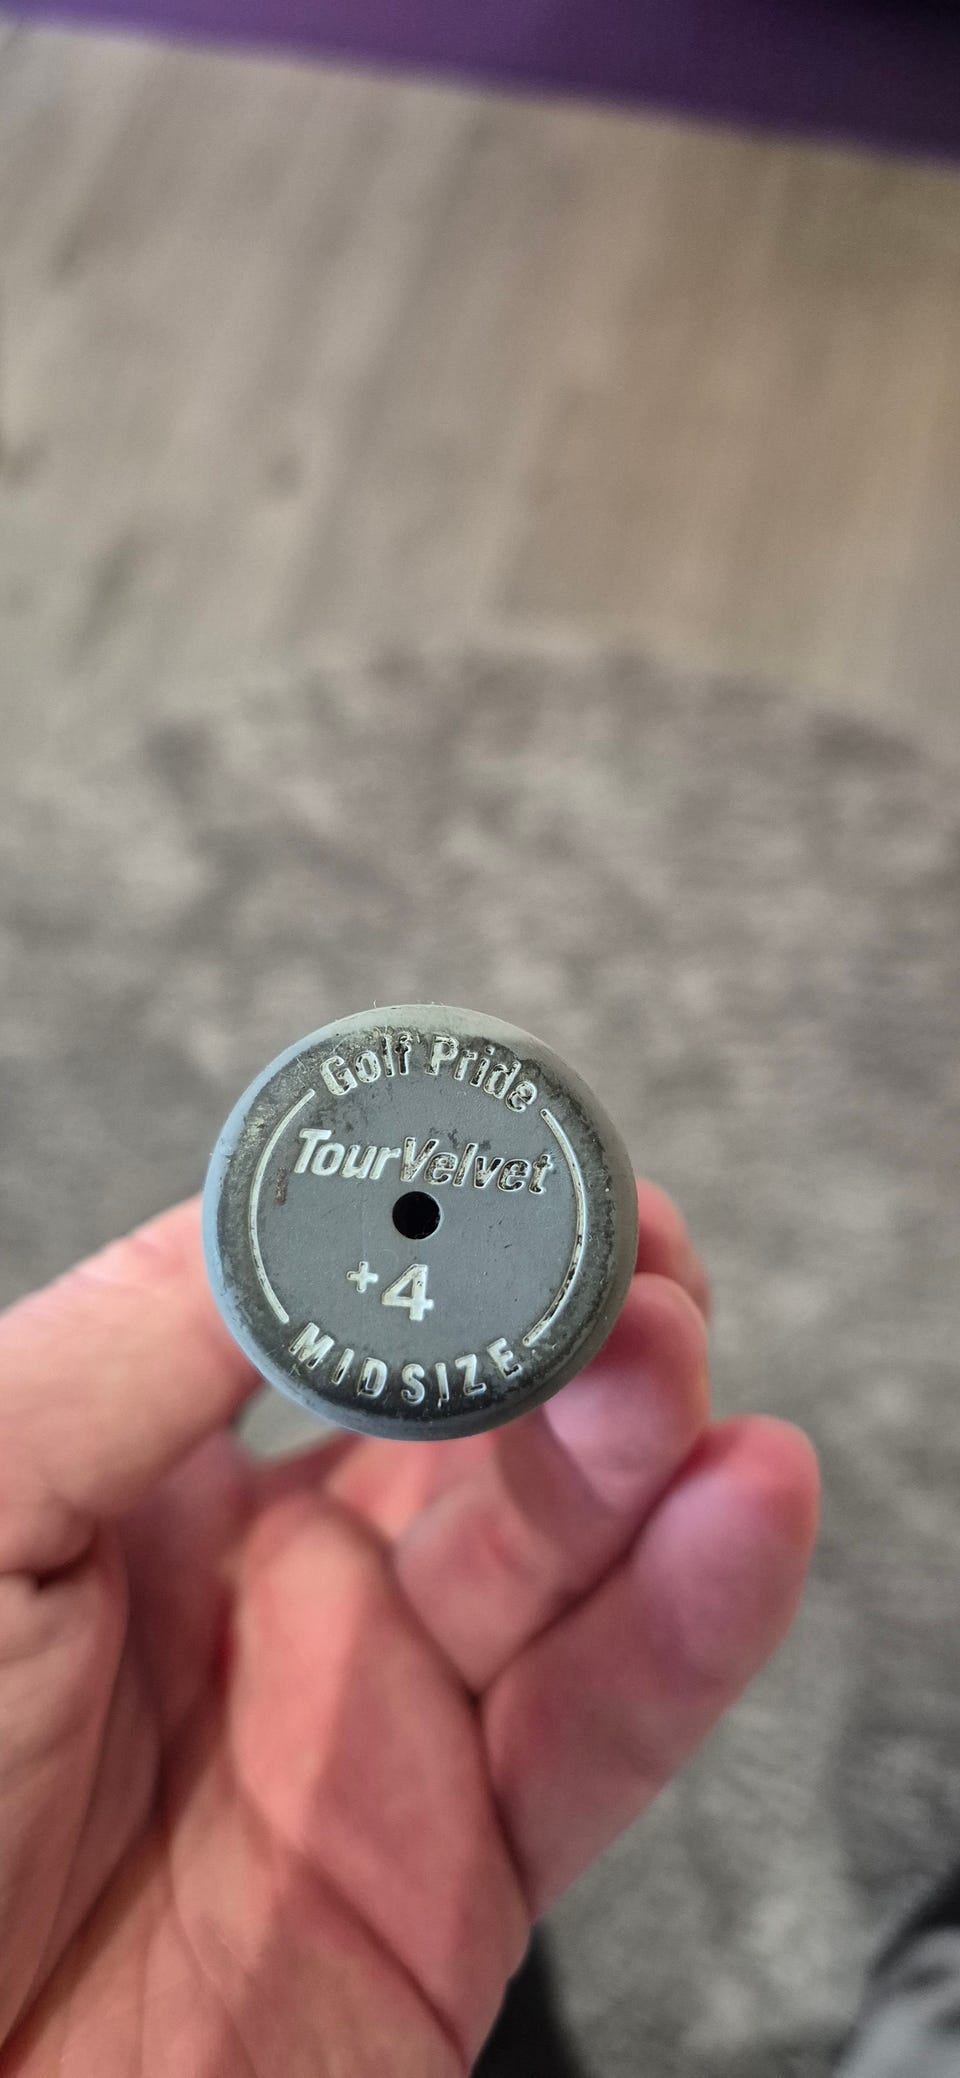 Golf Pride
TourVelvet
+4
MIDSIZE